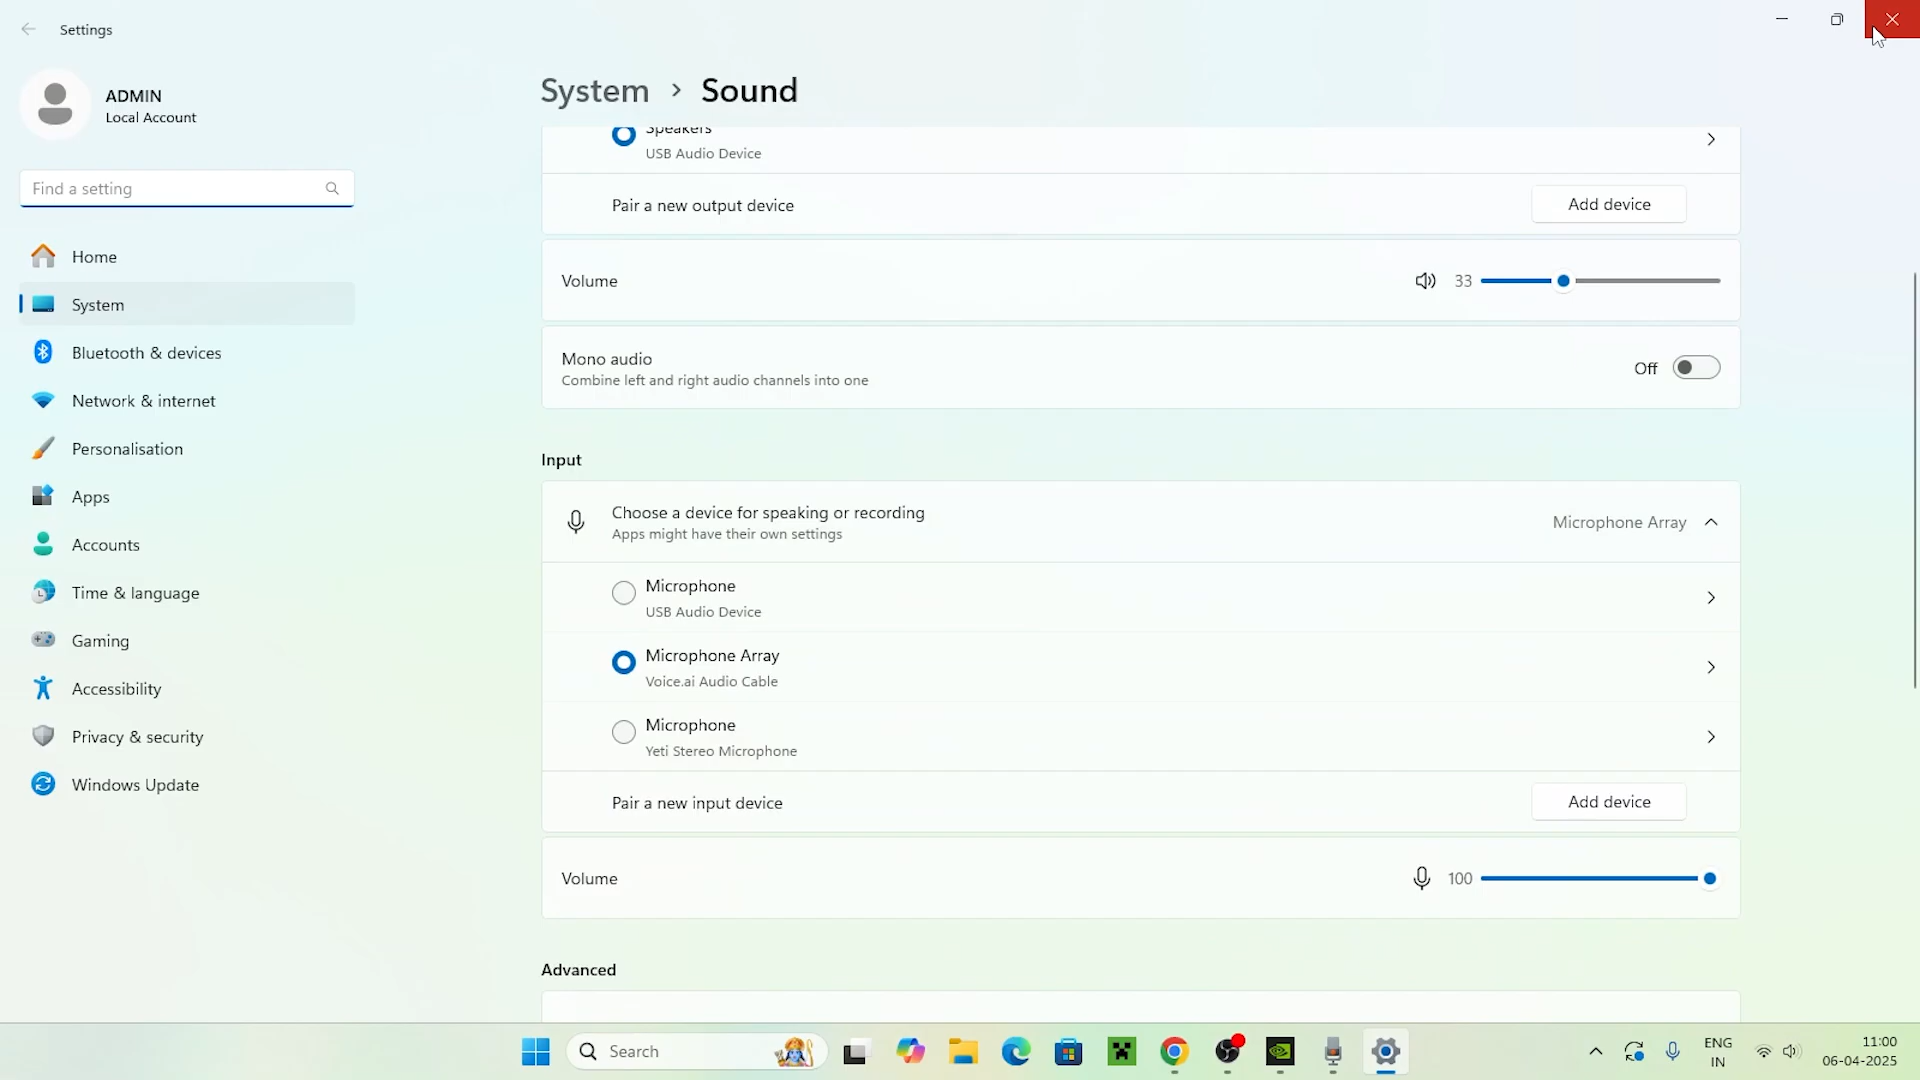 Settings
ADMIN
Local Account
Find a setting
Home
System
Bluetooth & devices
Network & internet
Personalisation
Apps
Accounts
Time & language
Gaming
Accessibility
Privacy & security
Windows Update
System > Sound
Speakers
USB Audio Device
Pair a new output device
Add device
Volume
33
Mono audio
Combine left and right audio channels into one
Off
Input
Choose a device for speaking or recording
Apps might have their own settings
Microphone Array
Microphone
USB Audio Device
Microphone Array
Voice.ai Audio Cable
Microphone
Yeti Stereo Microphone
Pair a new input device
Add device
Volume
100
Advanced
Search
ENG
IN
11:00
06-04-2025